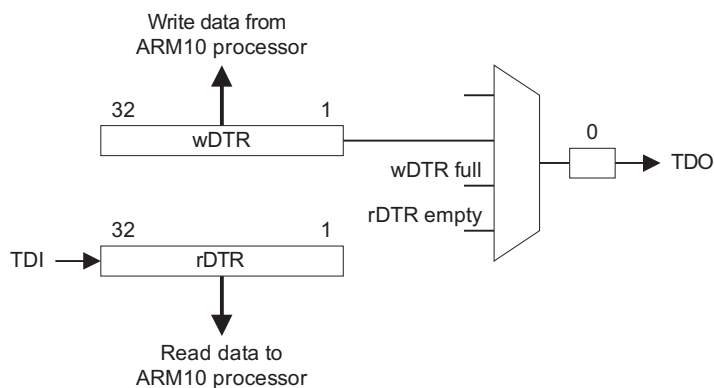 Write data from
ARM10 processor
32 1
wDTR
0
TDO
wDTR full
rDTR empty
32 1
TDI
rDTR
Read data to
ARM10 processor